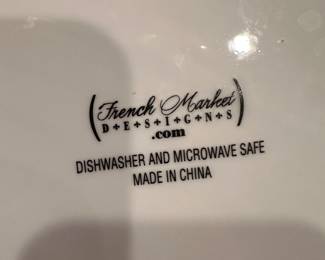 French Market
D+E+S+I+G+N+S
.com
DISHWASHER AND MICROWAVE SAFE
MADE IN CHINA